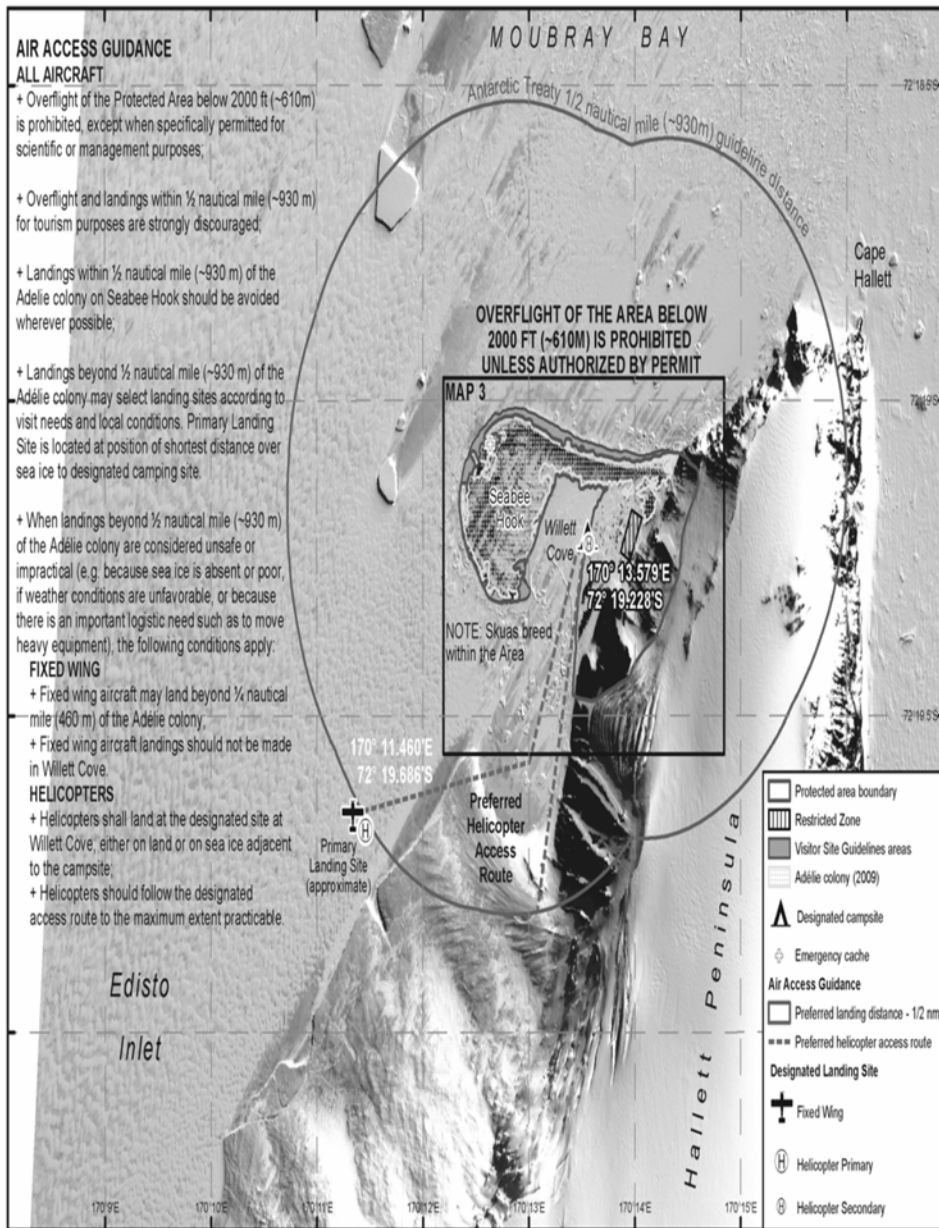 AIR ACCESS GUIDANCE
ALL AIRCRAFT
+ Overflight of the Protected Area below 2000 ft (~610m)
is prohibited, except when specifically permitted for
scientific or management purposes;
+ Overflight and landings within ½ nautical mile (~930 m)
for tourism purposes are strongly discouraged;
+ Landings within ½ nautical mile (~930 m) of the
Adélie colony on Seabee Hook should be avoided
wherever possible;
+ Landings beyond ½ nautical mile (~930 m) of the
Adélie colony may select landing sites according to
visit needs and local conditions. Primary Landing
Site is located at position of shortest distance over
sea ice to designated camping site.
+ When landings beyond ½ nautical mile (~930 m)
of the Adélie colony are considered unsafe or
impractical (e.g. because sea ice is absent or poor,
if weather conditions are unfavorable, or because
there is an important logistic need such as to move
heavy equipment), the following conditions apply:
FIXED WING
+ Fixed wing aircraft may land beyond ¼ nautical
mile (460 m) of the Adélie colony;
+ Fixed wing aircraft landings should not be made
in Willett Cove.
HELICOPTERS
+ Helicopters shall land at the designated site at
Willett Cove, either on land or on sea ice adjacent
to the campsite;
+ Helicopters should follow the designated
access route to the maximum extent practicable.
MOUBRAY BAY
Antarctic Treaty 1/2 nautical mile (~930m) guideline distance
72°18.5'S
Cape
Hallett
OVERFLIGHT OF THE AREA BELOW
2000 FT (~610M) IS PROHIBITED
UNLESS AUTHORIZED BY PERMIT
MAP 3
72°19'S
Seabee
Hook
Willett
Cove
H
170° 13.579'E
72° 19.228'S
NOTE: Skuas breed
within the Area
72°19.5'S
170° 11.460'E
72° 19.686'S
H
Primary
Landing Site
(approximate)
Preferred
Helicopter
Access
Route
Edisto
Inlet
Hallett Peninsula
Protected area boundary
Restricted Zone
Visitor Site Guidelines areas
Adélie colony (2009)
Designated campsite
Emergency cache
Air Access Guidance
Preferred landing distance - 1/2 nm
Preferred helicopter access route
Designated Landing Site
Fixed Wing
H Helicopter Primary
H Helicopter Secondary
170°9'E
170°10'E
170°11'E
170°12'E
170°13'E
170°14'E
170°15'E